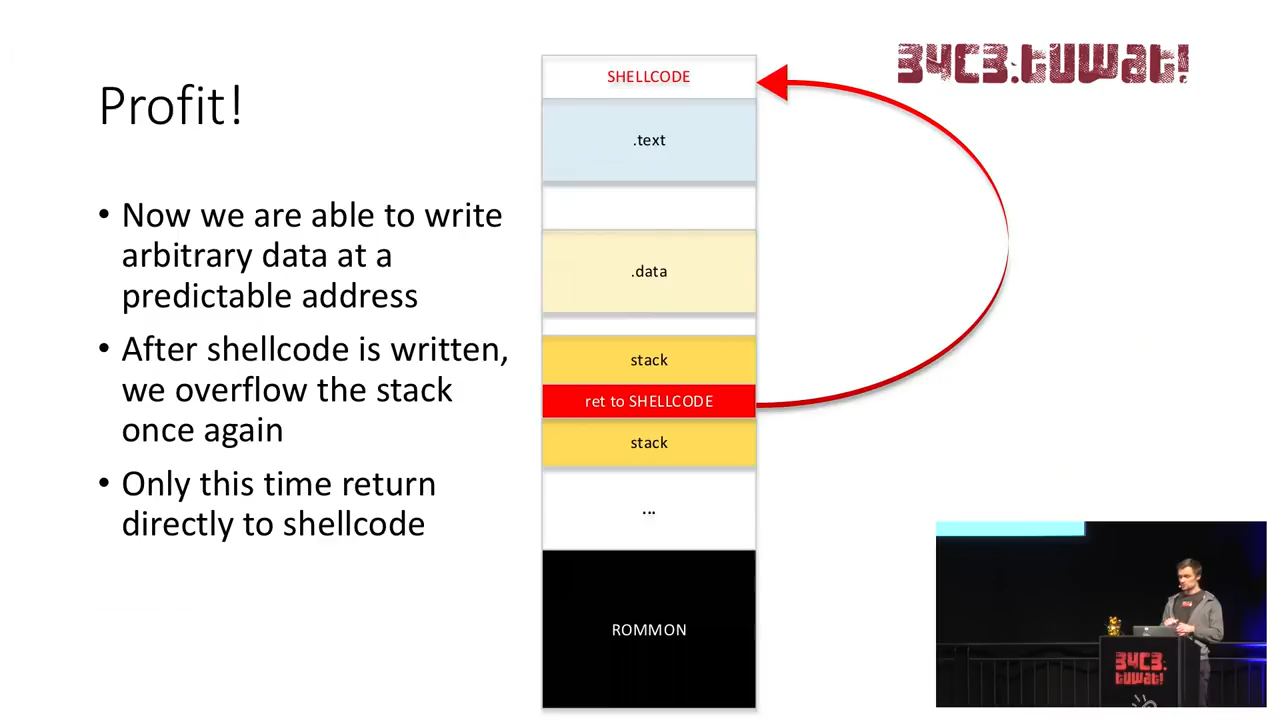 34C3.tuwat!
Profit!
• Now we are able to write
arbitrary data at a
predictable address
• After shellcode is written,
we overflow the stack
once again
• Only this time return
directly to shellcode
SHELLCODE
.text
.data
stack
ret to SHELLCODE
stack
...
ROMMON
34C3.
tuwat!